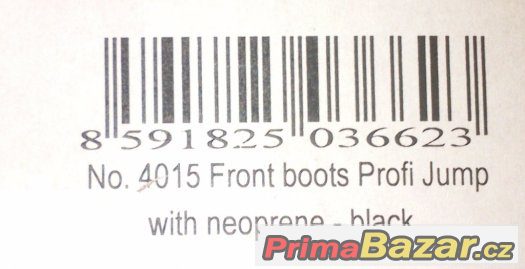 8 591825 036623
No. 4015 Front boots Profi Jump
with neoprene - black
PrimaBazar.cz